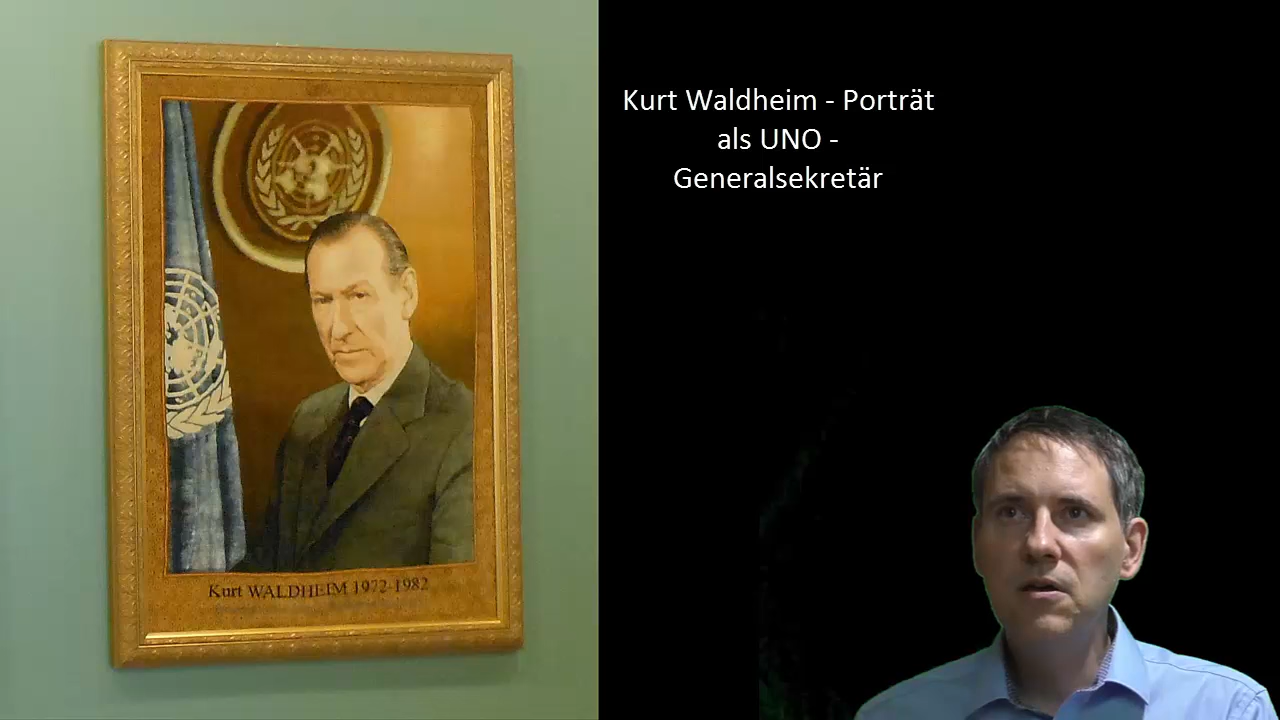 Kurt Waldheim - Porträt
als UNO -
Generalsekretär
Kurt WALDHEIM 1972-1982